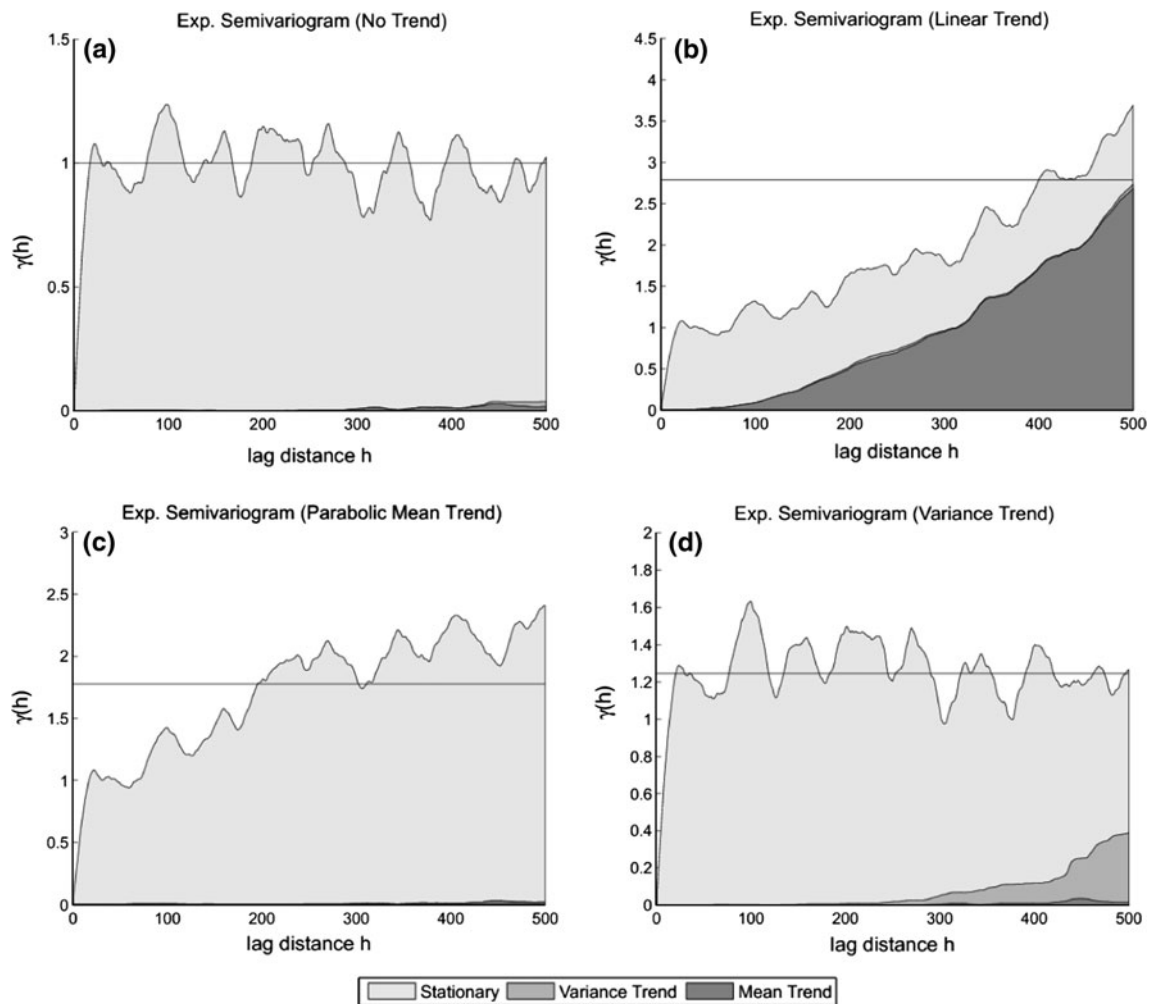 Exp. Semivariogram (No Trend)
(a)
1.5
1
0.5
0
γ(h)
0 100 200 300 400 500
lag distance h
Exp. Semivariogram (Linear Trend)
(b)
4.5
4
3.5
3
2.5
2
1.5
1
0.5
0
γ(h)
0 100 200 300 400 500
lag distance h
Exp. Semivariogram (Parabolic Mean Trend)
(c)
3
2.5
2
1.5
1
0.5
0
γ(h)
0 100 200 300 400 500
lag distance h
Exp. Semivariogram (Variance Trend)
(d)
2
1.8
1.6
1.4
1.2
1
0.8
0.6
0.4
0.2
0
γ(h)
0 100 200 300 400 500
lag distance h
Stationary Variance Trend Mean Trend